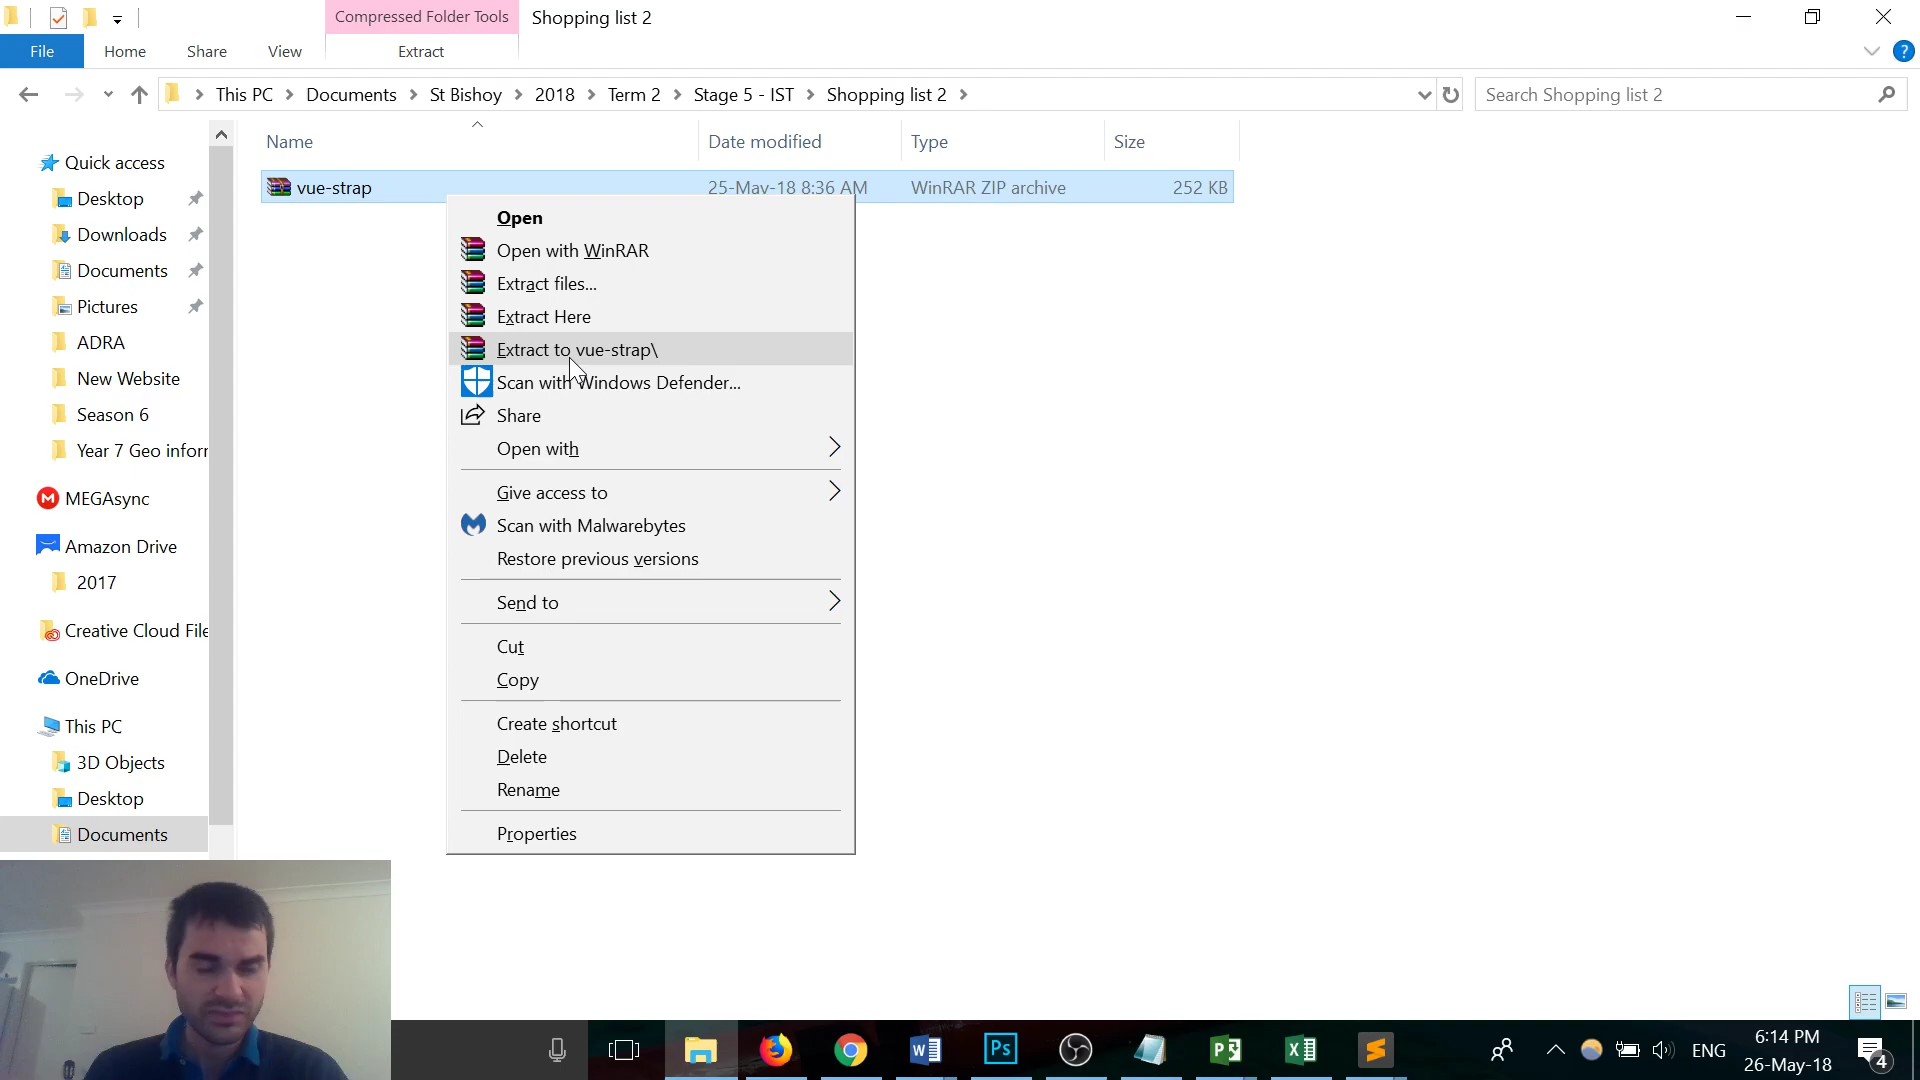 Compressed Folder Tools
Shopping list 2
File
Home
Share
View
Extract
This PC
Documents
St Bishoy
2018
Term 2
Stage 5 - IST
Shopping list 2
Search Shopping list 2
Name
Date modified
Type
Size
vue-strap
25-May-18 8:36 AM
WinRAR ZIP archive
252 KB
Quick access
Desktop
Downloads
Documents
Pictures
ADRA
New Website
Season 6
Year 7 Geo inforr
MEGAsync
Amazon Drive
2017
Creative Cloud File
OneDrive
This PC
3D Objects
Desktop
Documents
Open
Open with WinRAR
Extract files...
Extract Here
Extract to vue-strap\
Scan with Windows Defender...
Share
Open with
Give access to
Scan with Malwarebytes
Restore previous versions
Send to
Cut
Copy
Create shortcut
Delete
Rename
Properties
Ps
ENG
6:14 PM
26-May-18
4